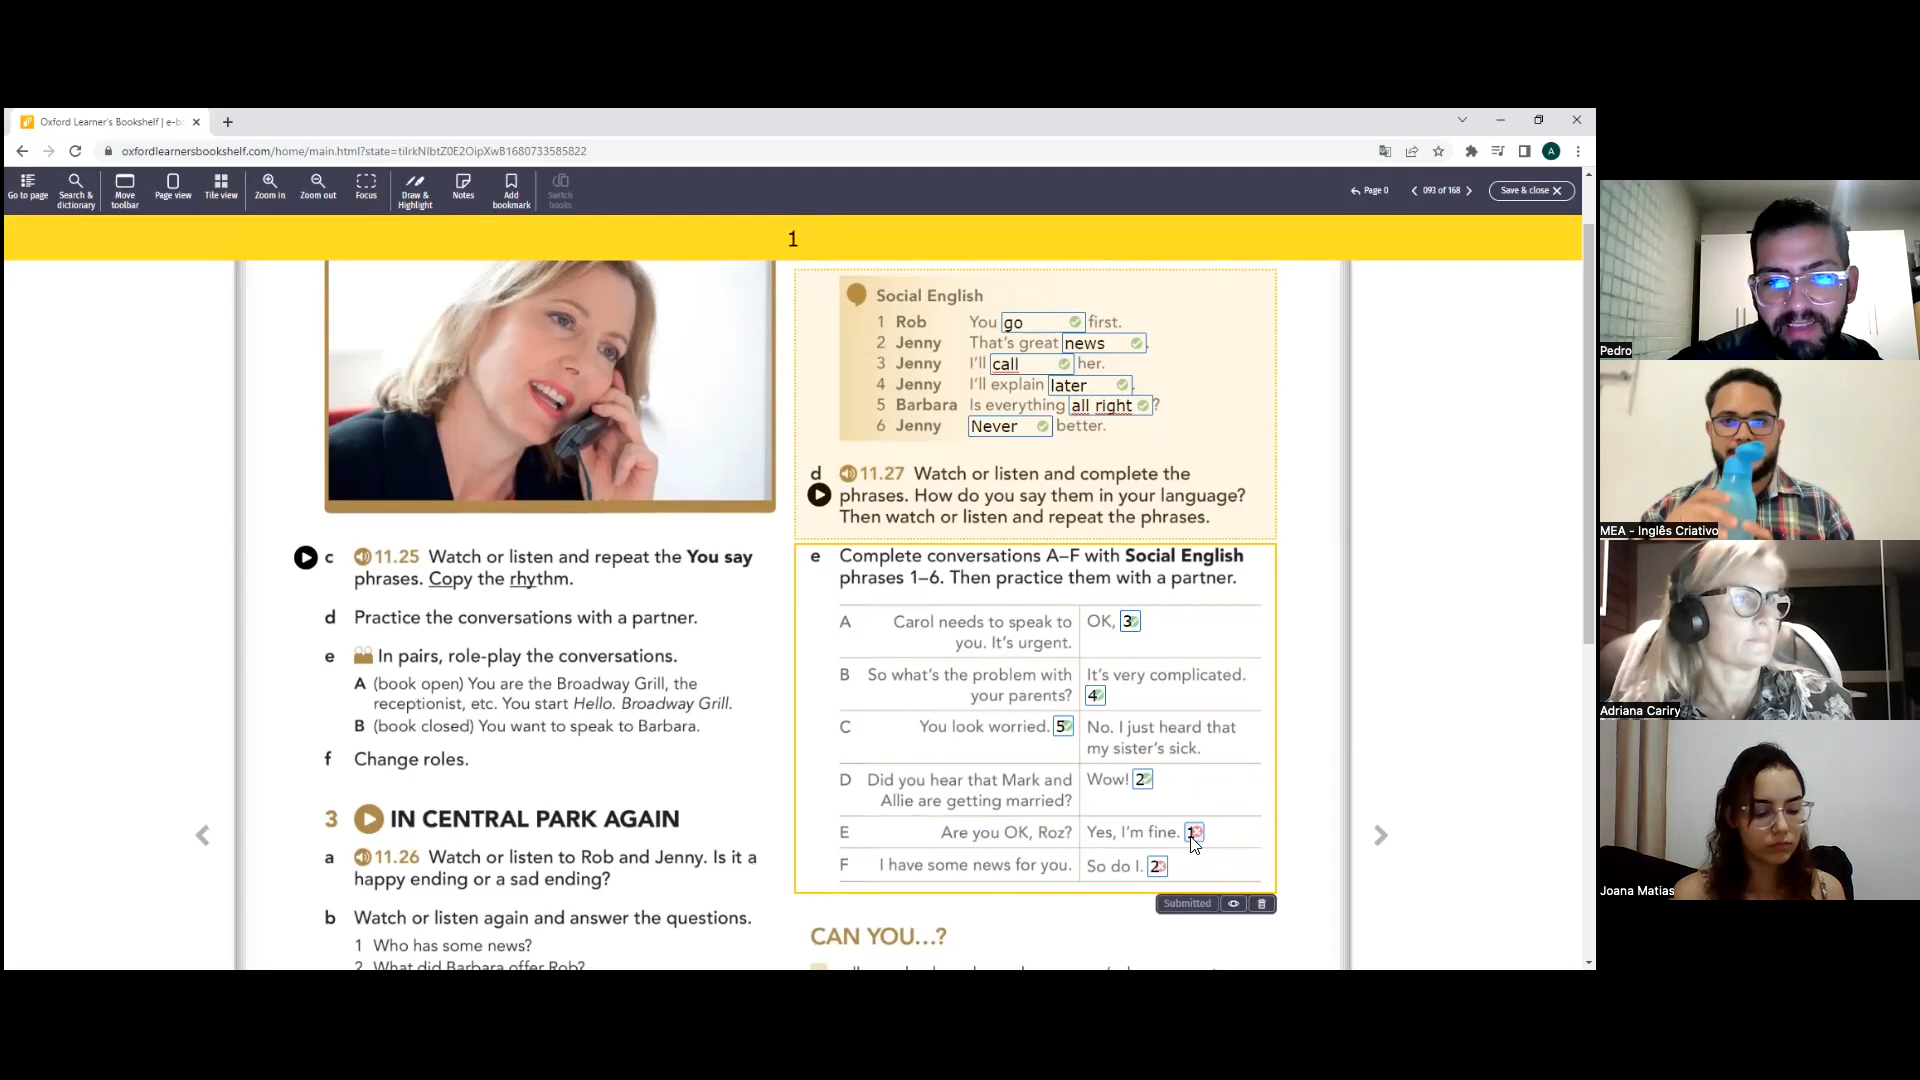 Oxford Learner's Bookshelf | e-bo
oxfordlearnersbookshelf.com/home/main.html?state=tiIrkNIbtZ0E2OipXwB1680733585822
A
Go to page
Search & dictionary
Move toolbar
Page view
Tile view
Zoom in
Zoom out
Focus
Draw & Highlight
Notes
Add bookmark
Switch books
Page 0
093 of 168
Save & close
1
c 11.25 Watch or listen and repeat the You say
phrases. Copy the rhythm.
d Practice the conversations with a partner.
e In pairs, role-play the conversations.
A (book open) You are the Broadway Grill, the
receptionist, etc. You start Hello. Broadway Grill.
B (book closed) You want to speak to Barbara.
f Change roles.
3 IN CENTRAL PARK AGAIN
a 11.26 Watch or listen to Rob and Jenny. Is it a
happy ending or a sad ending?
b Watch or listen again and answer the questions.
1 Who has some news?
2 What did Barbara offer Rob?
Social English
1 Rob You go first.
2 Jenny That's great news.
3 Jenny I'll call her.
4 Jenny I'll explain later.
5 Barbara Is everything all right?
6 Jenny Never better.
d 11.27 Watch or listen and complete the
phrases. How do you say them in your language?
Then watch or listen and repeat the phrases.
e Complete conversations A–F with Social English
phrases 1–6. Then practice them with a partner.
A Carol needs to speak to OK, 3
you. It's urgent.
B So what's the problem with It's very complicated.
your parents? 4
C You look worried. 5 No. I just heard that
my sister's sick.
D Did you hear that Mark and Wow! 2
Allie are getting married?
E Are you OK, Roz? Yes, I'm fine. 1
F I have some news for you. So do I. 2
Submitted
CAN YOU…?
Pedro
MEA - Inglês Criativo
Adriana Cariry
Joana Matias